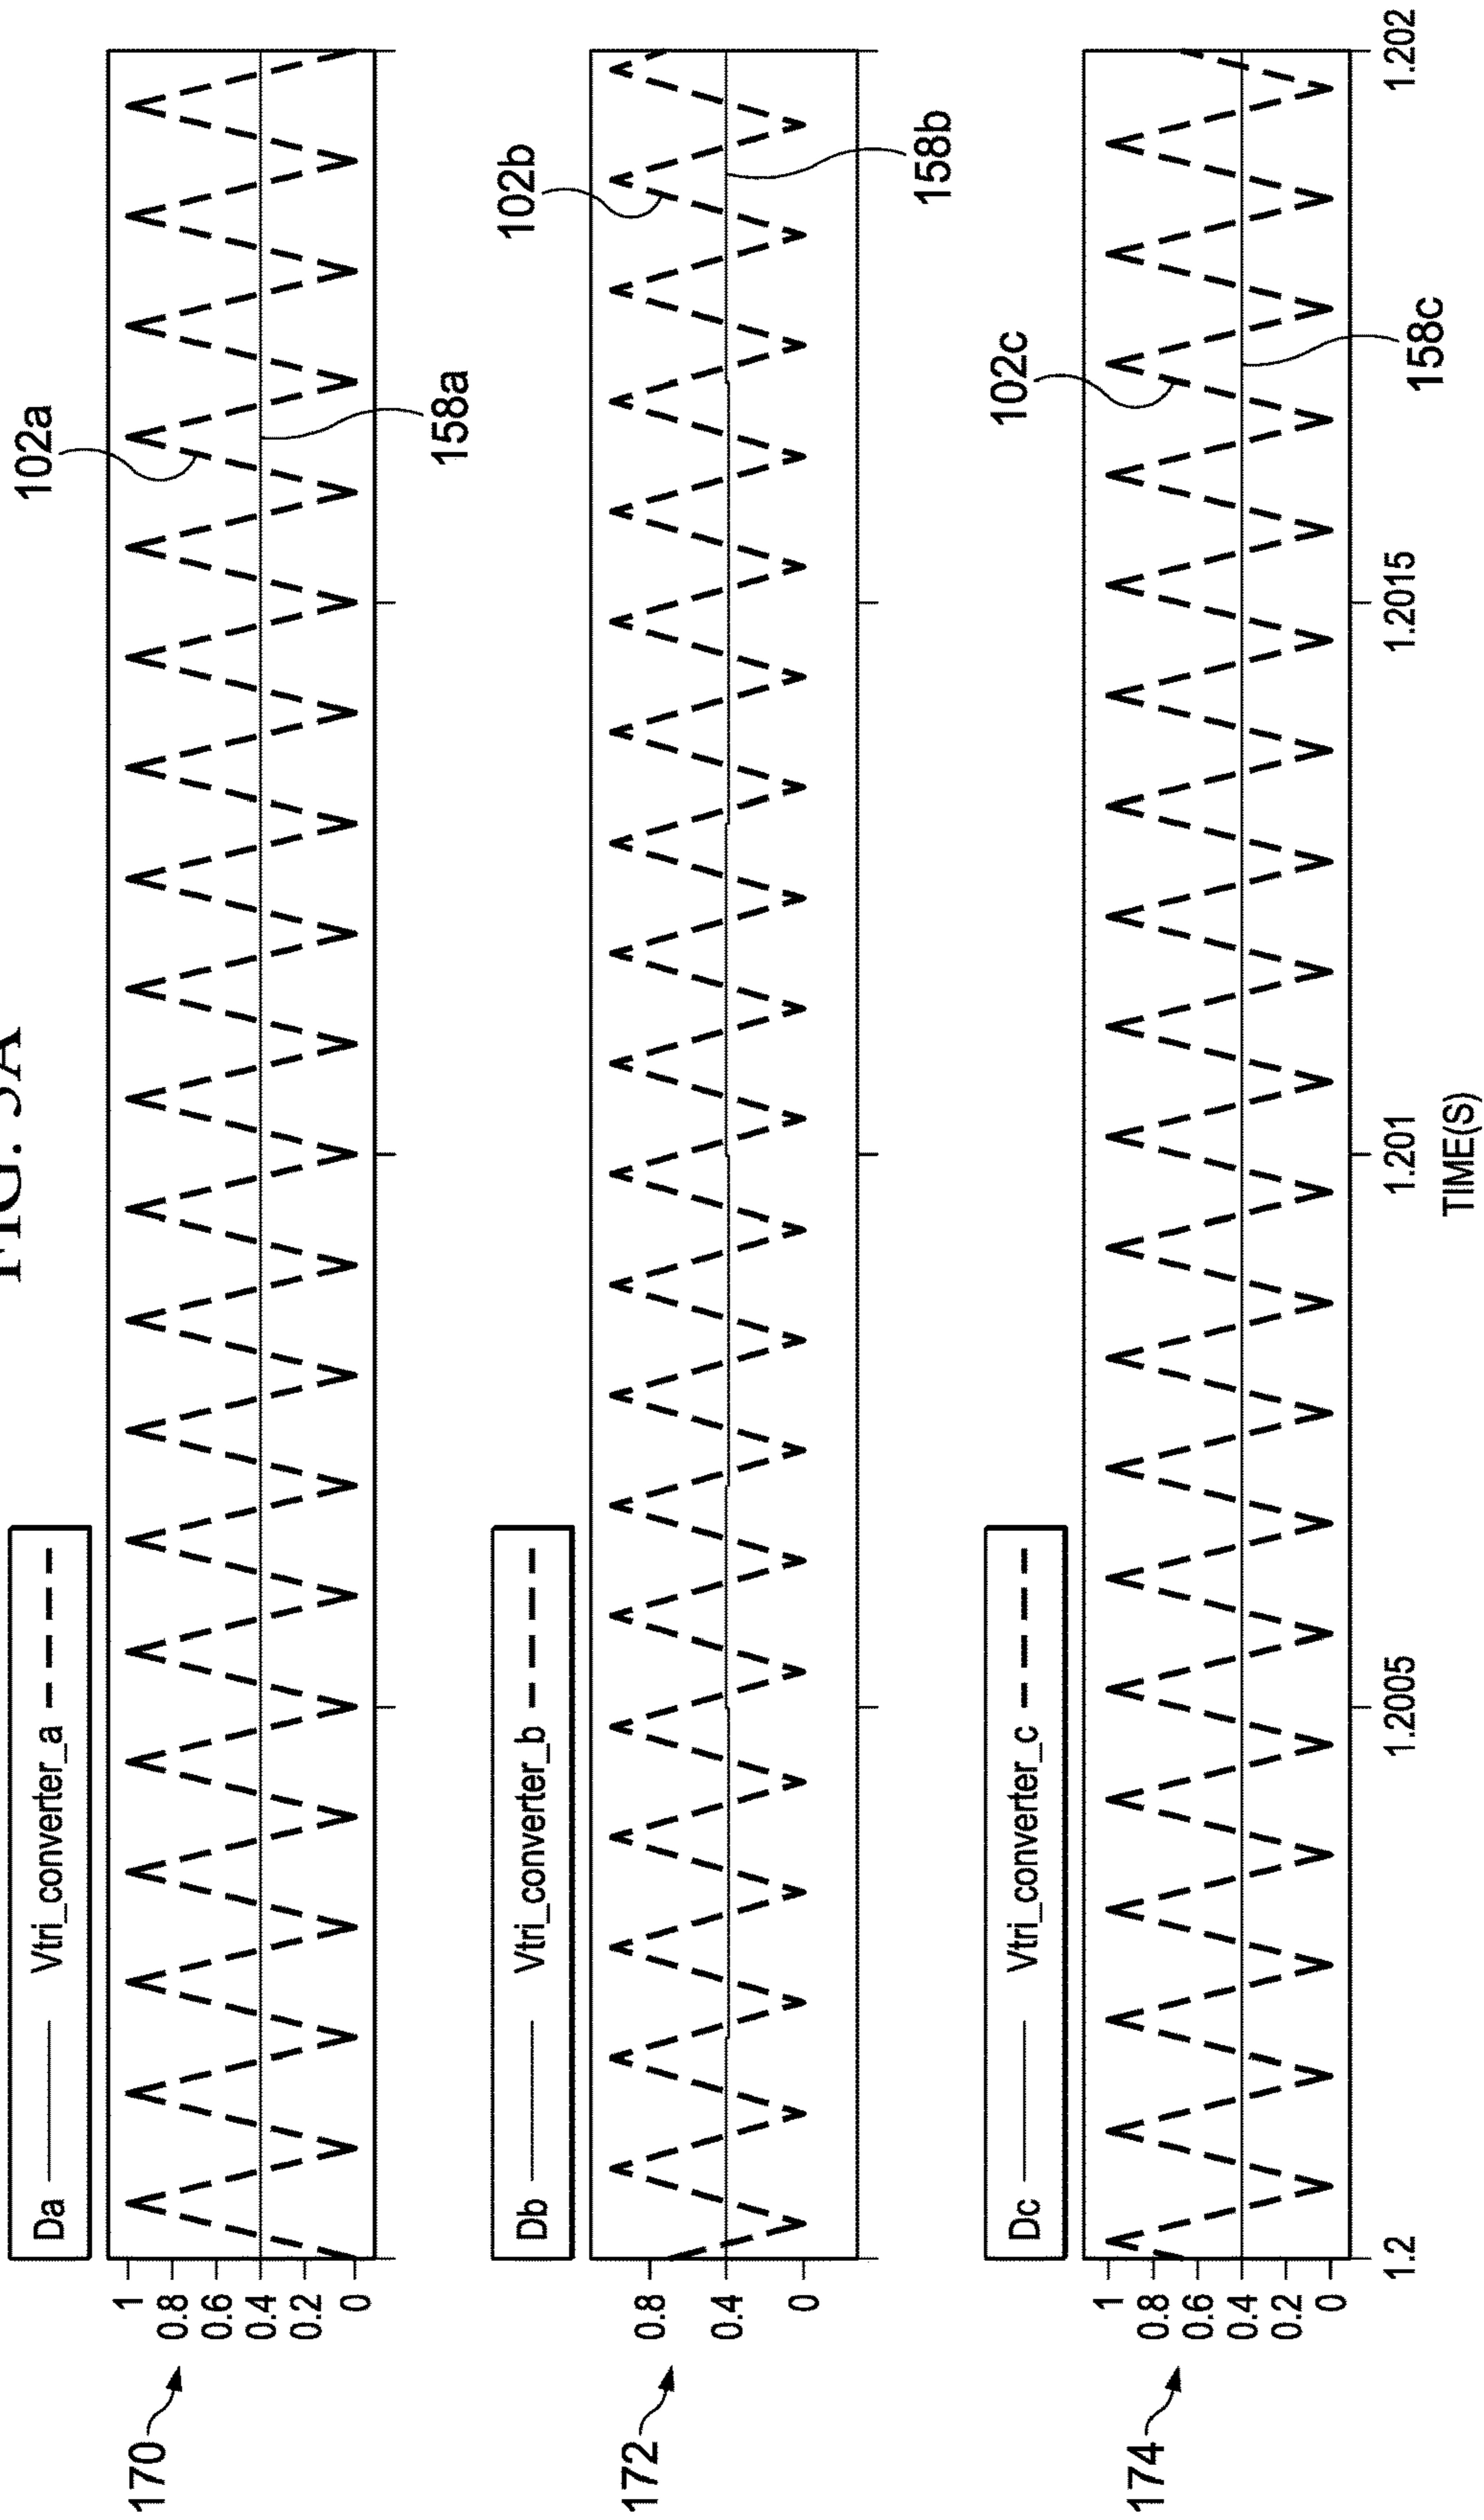 FIG. 5A
Da Vtri_converter_a
102a
170
1
0.8
0.6
0.4
0.2
0
158a
Db Vtri_converter_b
102b
172
0.8
0.4
0
158b
Dc Vtri_converter_c
102c
174
1
0.8
0.6
0.4
0.2
0
158c
1.2 1.2005 1.201 1.2015 1.202
TIME(S)